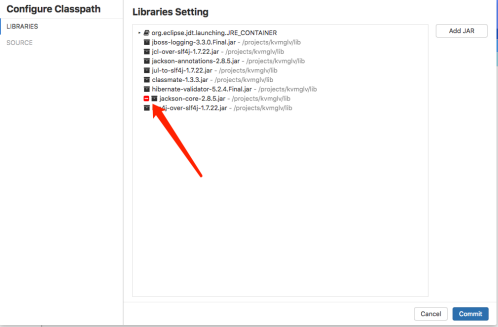 Configure Classpath
LIBRARIES
SOURCE
Libraries Setting
org.eclipse.jdt.launching.JRE_CONTAINER
jboss-logging-3.3.0.Final.jar - /projects/kvmglv/lib
jcl-over-slf4j-1.7.22.jar - /projects/kvmglv/lib
jackson-annotations-2.8.5.jar - /projects/kvmglv/lib
jul-to-slf4j-1.7.22.jar - /projects/kvmglv/lib
classmate-1.3.3.jar - /projects/kvmglv/lib
hibernate-validator-5.2.4.Final.jar - /projects/kvmglv/lib
jackson-core-2.8.5.jar - /projects/kvmglv/lib
4j-over-slf4j-1.7.22.jar - /projects/kvmglv/lib
Add JAR
Cancel
Commit